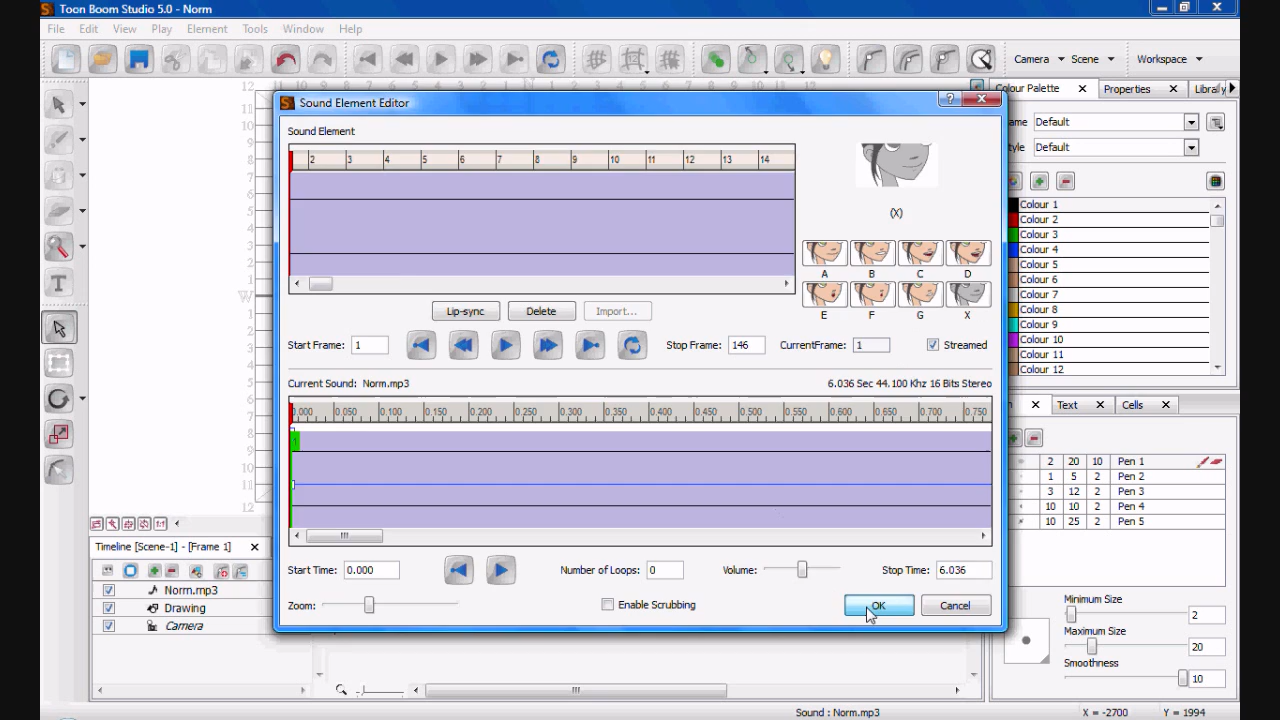 Toon Boom Studio 5.0 - Norm
File Edit View Play Element Tools Window Help
Camera Scene Workspace
Sound Element Editor
Colour Palette Properties Library
Sound Element
2 3 4 5 6 7 8 9 10 11 12 13 14
Default
Default
(X)
A B C D
E F G X
Lip-sync Delete Import...
Start Frame: 1 Stop Frame: 146 CurrentFrame: 1 Streamed
Current Sound: Norm.mp3 6.036 Sec 44.100 Khz 16 Bits Stereo
0.000 0.050 0.100 0.150 0.200 0.250 0.300 0.350 0.400 0.450 0.500 0.550 0.600 0.650 0.700 0.750
Start Time: 0.000 Number of Loops: 0 Volume: Stop Time: 6.036
Zoom: Enable Scrubbing OK Cancel
Colour 1
Colour 2
Colour 3
Colour 4
Colour 5
Colour 6
Colour 7
Colour 8
Colour 9
Colour 10
Colour 11
Colour 12
Text Cells
2 20 10 Pen 1
1 5 2 Pen 2
3 12 2 Pen 3
10 10 2 Pen 4
10 25 2 Pen 5
Minimum Size
2
Maximum Size
20
Smoothness
10
Timeline [Scene-1] - [Frame 1]
Norm.mp3
Drawing
Camera
Sound : Norm.mp3 X = -2700 Y = 1994